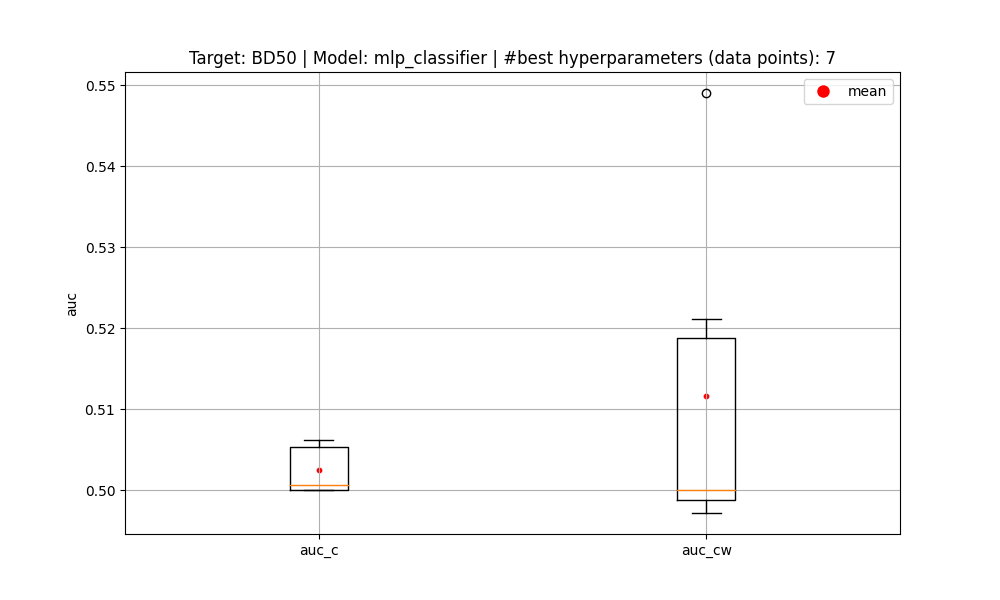 Target: BD50 | Model: mlp_classifier | #best hyperparameters (data points): 7
mean
0.55
0.54
0.53
0.52
0.51
0.50
auc
auc_c
auc_cw